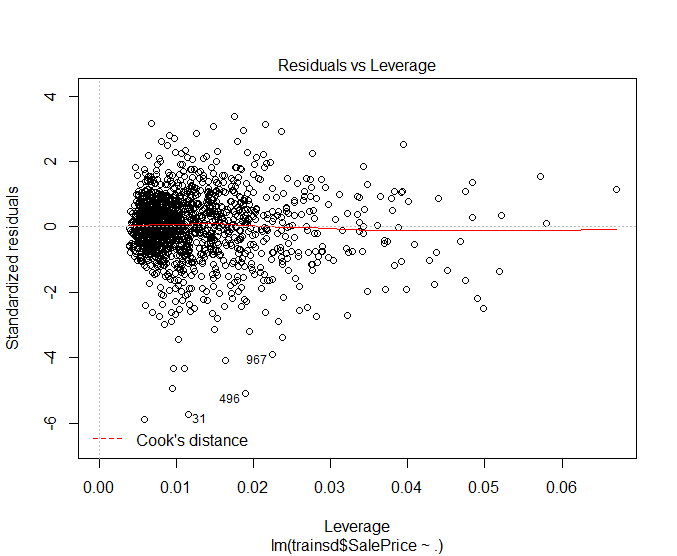 Residuals vs Leverage
Standardized residuals
4
2
0
-2
-4
-6
967
496
31
Cook's distance
0.00 0.01 0.02 0.03 0.04 0.05 0.06
Leverage
lm(trainsd$SalePrice ~ .)